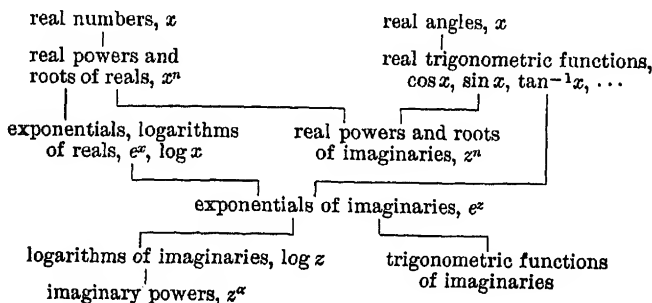 real numbers, x
real angles, x
real powers and
roots of reals, xⁿ
real trigonometric functions,
cos x, sin x, tan⁻¹x, ···
exponentials, logarithms
of reals, eˣ, log x
real powers and roots
of imaginaries, zⁿ
exponentials of imaginaries, eᶻ
logarithms of imaginaries, log z
imaginary powers, zᵅ
trigonometric functions
of imaginaries